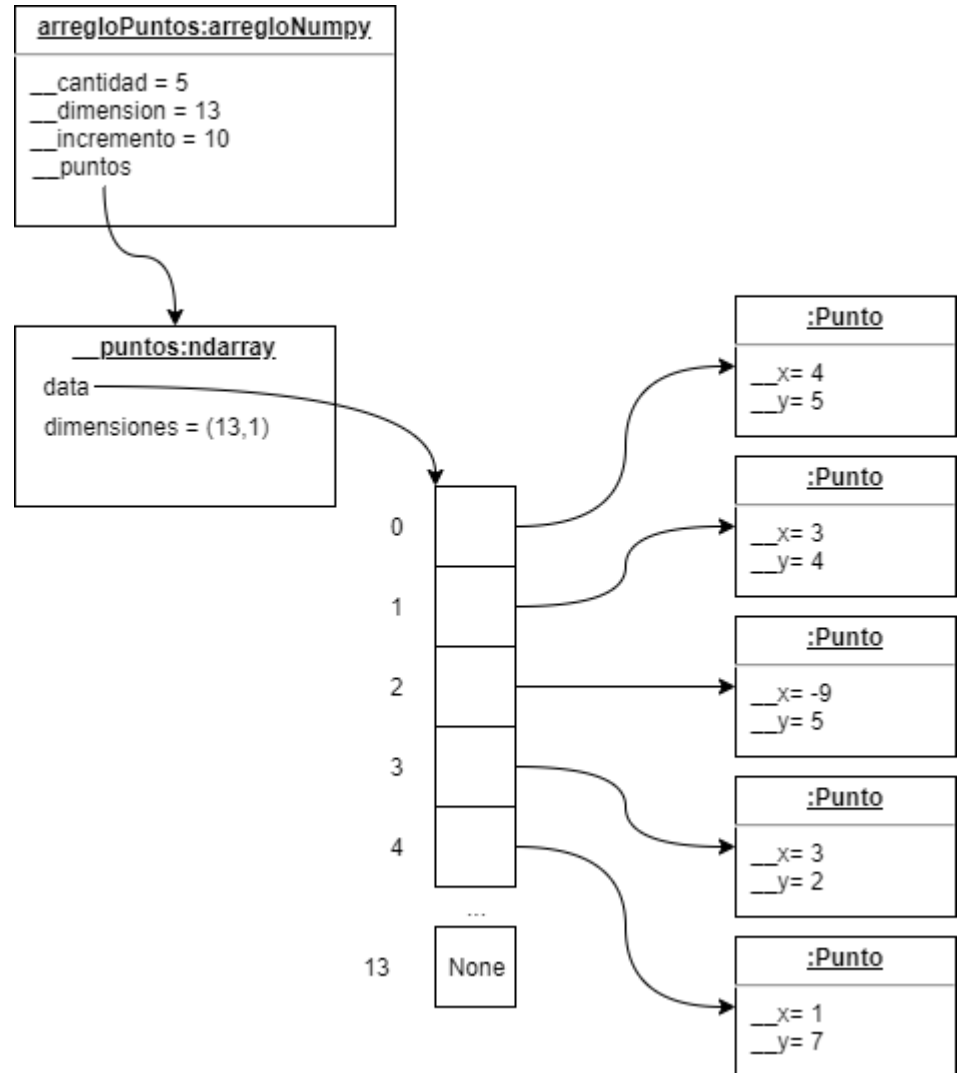 arregloPuntos:arregloNumpy
__cantidad = 5
__dimension = 13
__incremento = 10
__puntos
__puntos:ndarray
data
dimensiones = (13,1)
0
1
2
3
4
...
13
None
:Punto
__x= 4
__y= 5
:Punto
__x= 3
__y= 4
:Punto
__x= -9
__y= 5
:Punto
__x= 3
__y= 2
:Punto
__x= 1
__y= 7